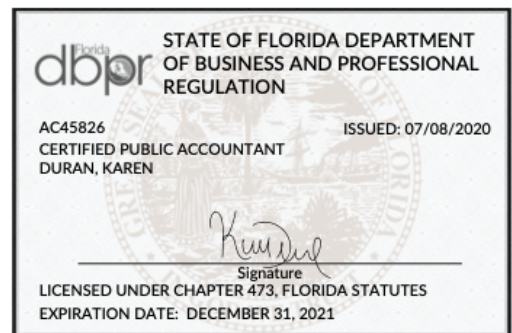 Florida
dbpr
STATE OF FLORIDA DEPARTMENT
OF BUSINESS AND PROFESSIONAL
REGULATION
AC45826
ISSUED: 07/08/2020
CERTIFIED PUBLIC ACCOUNTANT
DURAN, KAREN
Signature
LICENSED UNDER CHAPTER 473, FLORIDA STATUTES
EXPIRATION DATE: DECEMBER 31, 2021